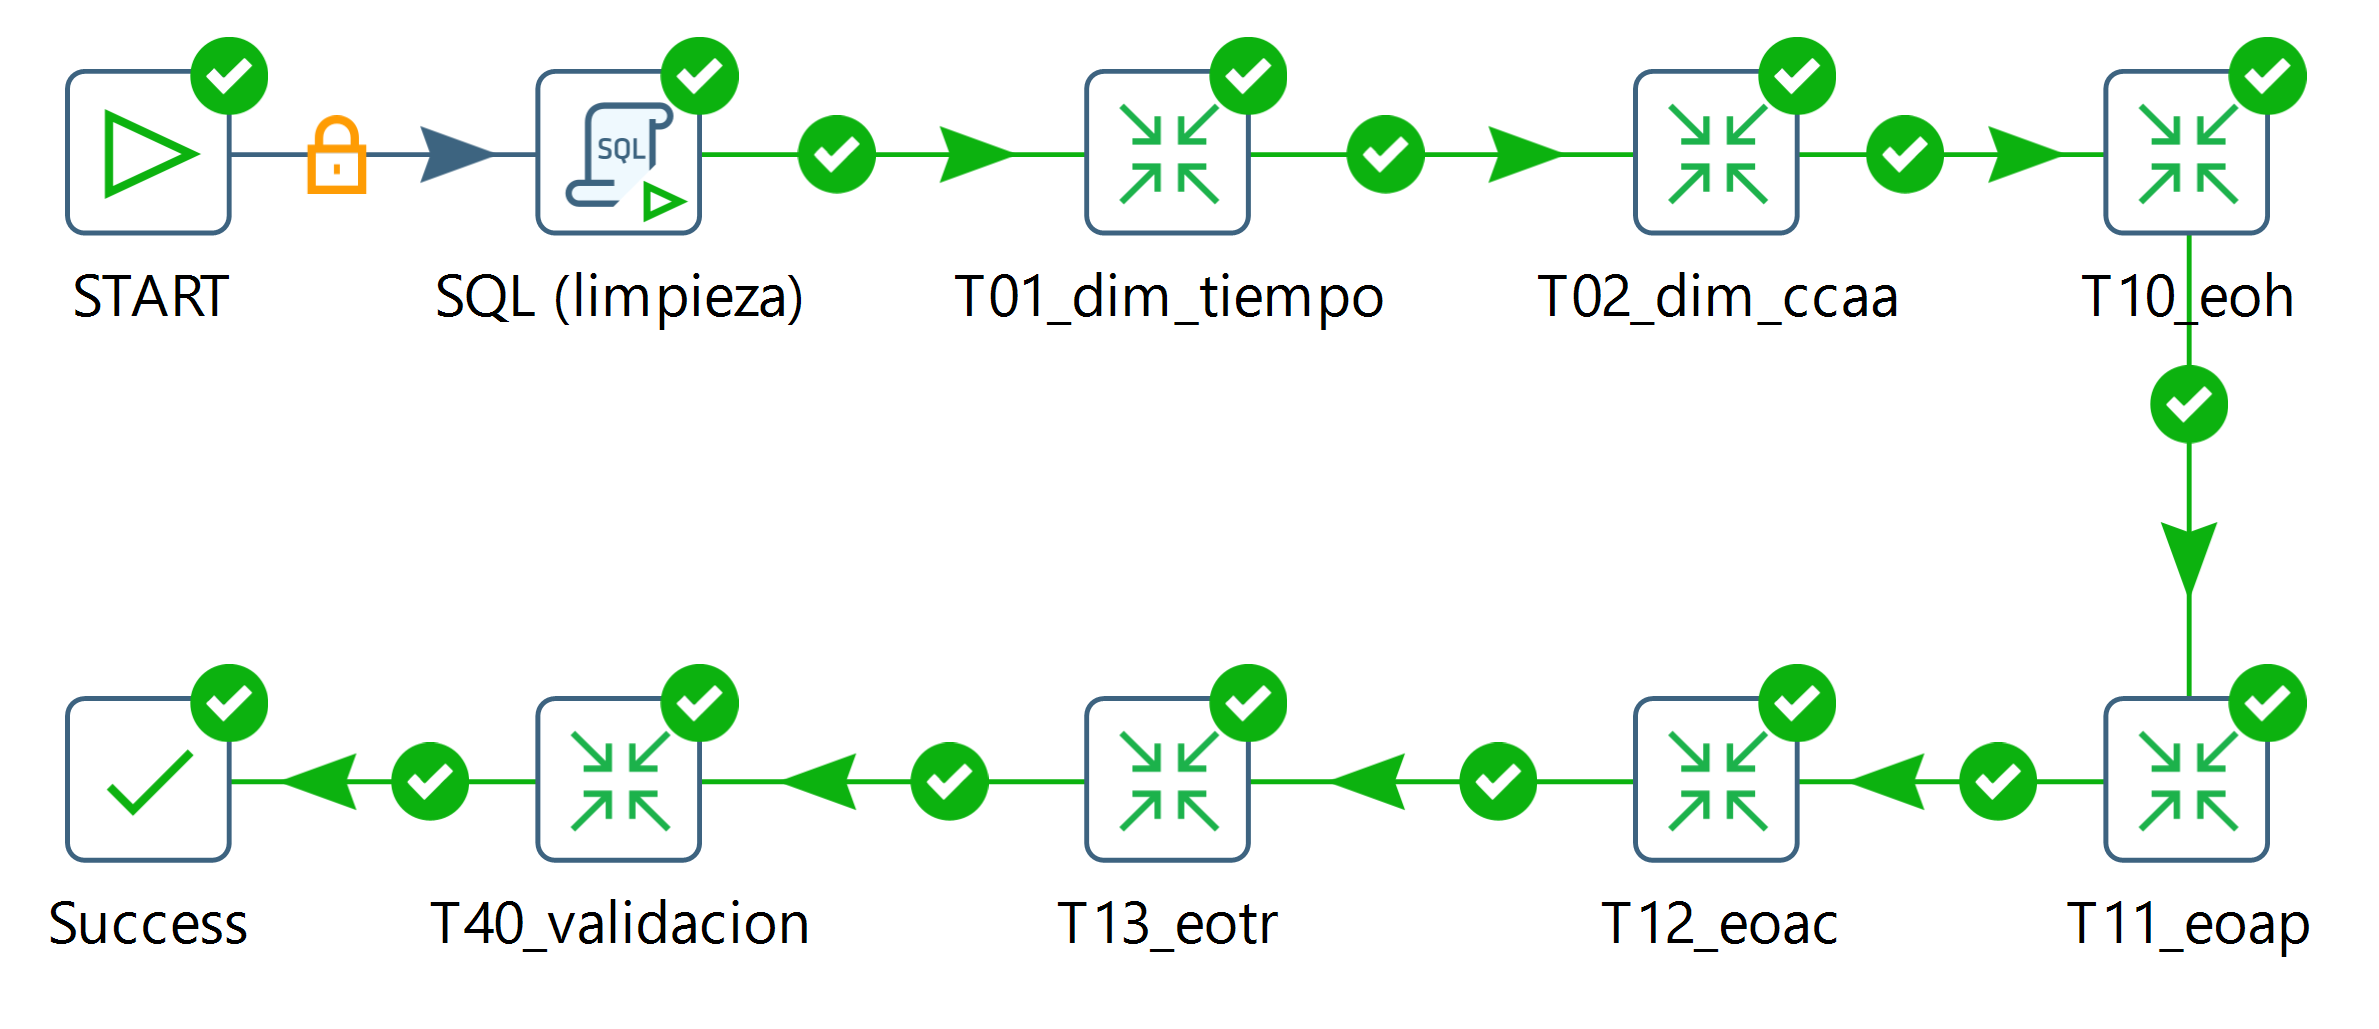 SQL
START
SQL (limpieza)
T01_dim_tiempo
T02_dim_ccaa
T10_eoh
Success
T40_validacion
T13_eotr
T12_eoac
T11_eoap